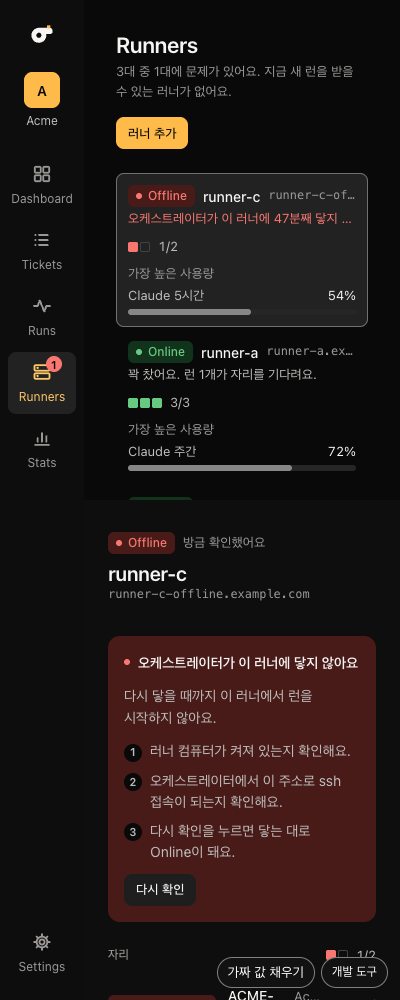 A
Acme
Dashboard
Tickets
Runs
1
Runners
Stats
Settings
Runners
3대 중 1대에 문제가 있어요. 지금 새 런을 받을
수 있는 러너가 없어요.
러너 추가
Offline runner-c runner-c-of…
오케스트레이터가 이 러너에 47분째 닿지 …
1/2
가장 높은 사용량
Claude 5시간 54%
Online runner-a runner-a.ex…
꽉 찼어요. 런 1개가 자리를 기다려요.
3/3
가장 높은 사용량
Claude 주간 72%
Offline 방금 확인했어요
runner-c
runner-c-offline.example.com
오케스트레이터가 이 러너에 닿지 않아요
다시 닿을 때까지 이 러너에서 런을
시작하지 않아요.
1 러너 컴퓨터가 켜져 있는지 확인해요.
2 오케스트레이터에서 이 주소로 ssh
접속이 되는지 확인해요.
3 다시 확인을 누르면 닿는 대로
Online이 돼요.
다시 확인
자리 1/2
가짜 값 채우기 개발 도구
ACME- Ac…